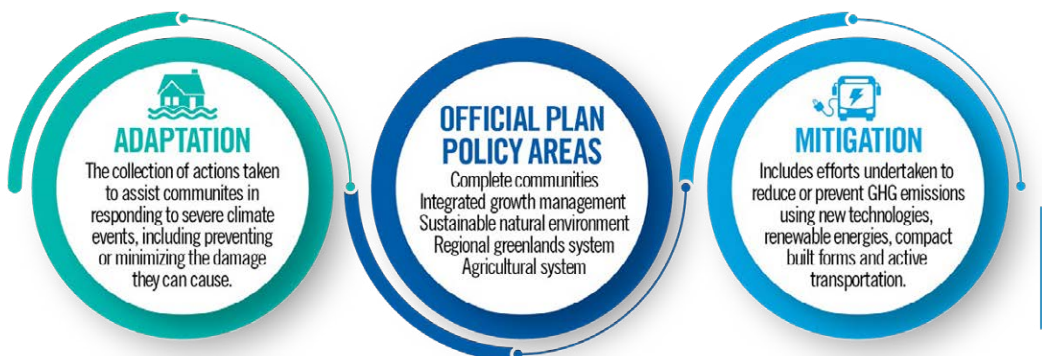 ADAPTATION
The collection of actions taken
to assist communites in
responding to severe climate
events, including preventing
or minimizing the damage
they can cause.
OFFICIAL PLAN
POLICY AREAS
Complete communities
Integrated growth management
Sustainable natural environment
Regional greenlands system
Agricultural system
MITIGATION
Includes efforts undertaken to
reduce or prevent GHG emissions
using new technologies,
renewable energies, compact
built forms and active
transportation.